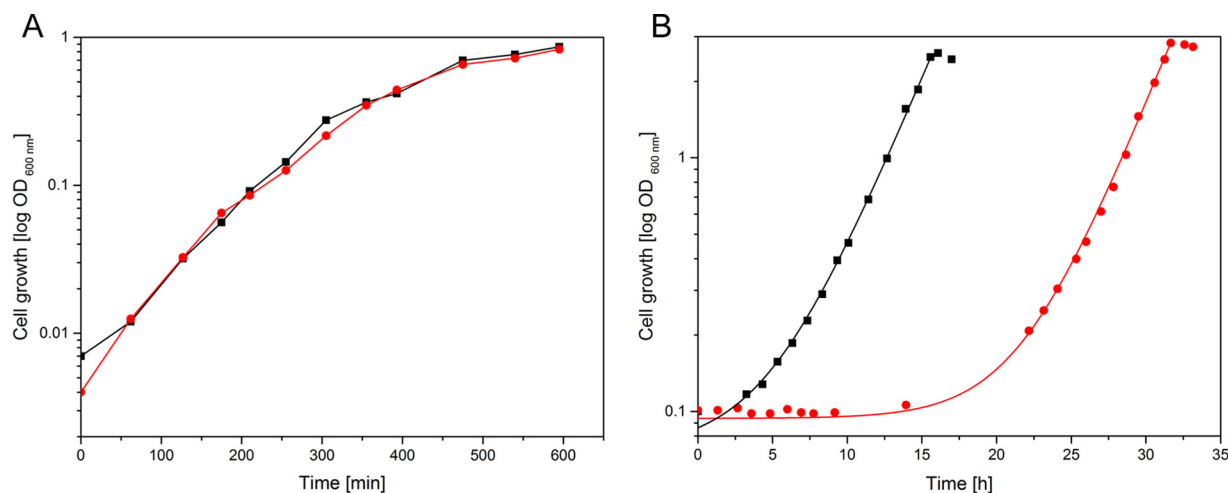 A
B
1
0.1
0.01
Cell growth [log OD 600 nm]
0 100 200 300 400 500 600
Time [min]
1
0.1
Cell growth [log OD 600 nm]
0 5 10 15 20 25 30 35
Time [h]